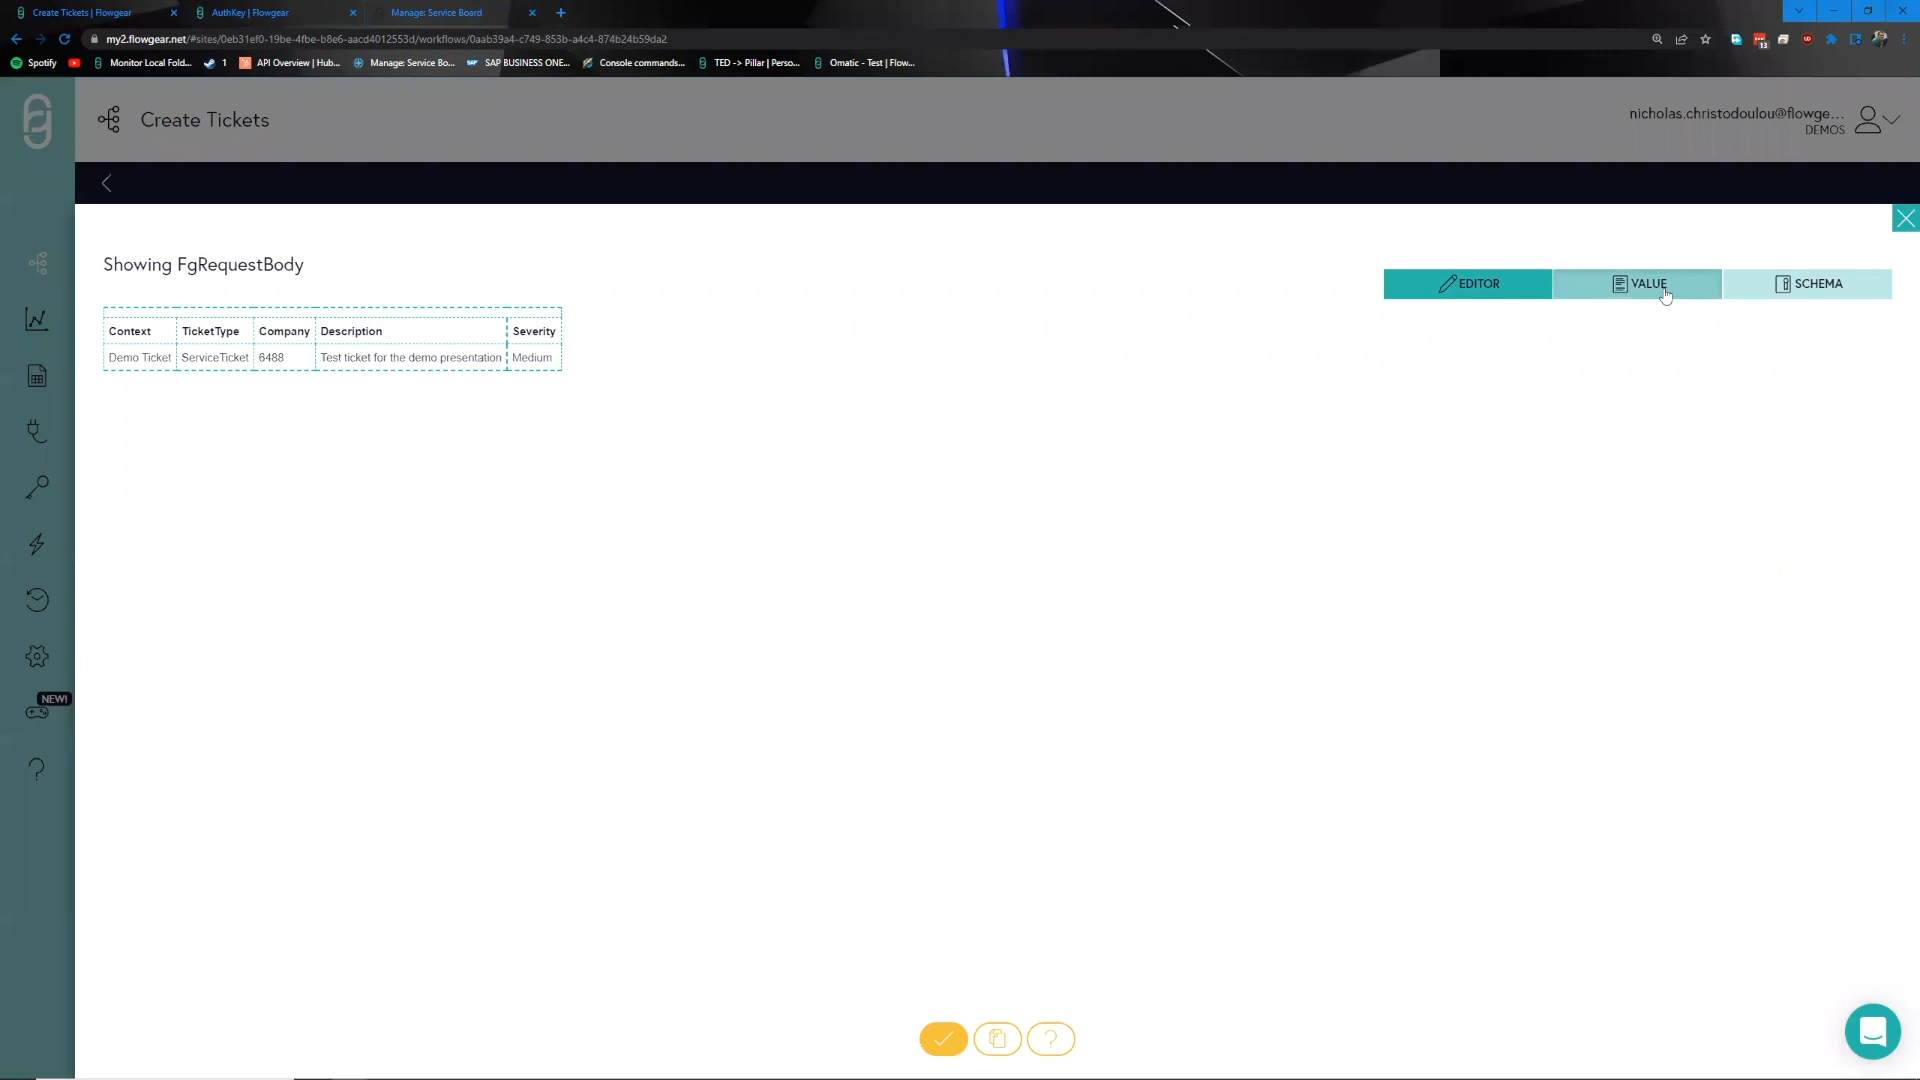 Create Tickets | Flowgear
AuthKey | Flowgear
Manage: Service Board
my2.flowgear.net/#sites/0eb31ef0-19be-4fbe-b8e6-aacd4012553d/workflows/0aab39a4-c749-853b-a4c4-874b24b59da2
13
Spotify
Monitor Local Fold...
1
API Overview | Hub...
Manage: Service Bo...
SAP BUSINESS ONE...
Console commands...
TED -> Pillar | Perso...
Omatic - Test | Flow...
Create Tickets
nicholas.christodoulou@flowge...
DEMOS
Showing FgRequestBody
EDITOR
VALUE
SCHEMA
Context TicketType Company Description Severity
Demo Ticket ServiceTicket 6488 Test ticket for the demo presentation Medium
NEW!